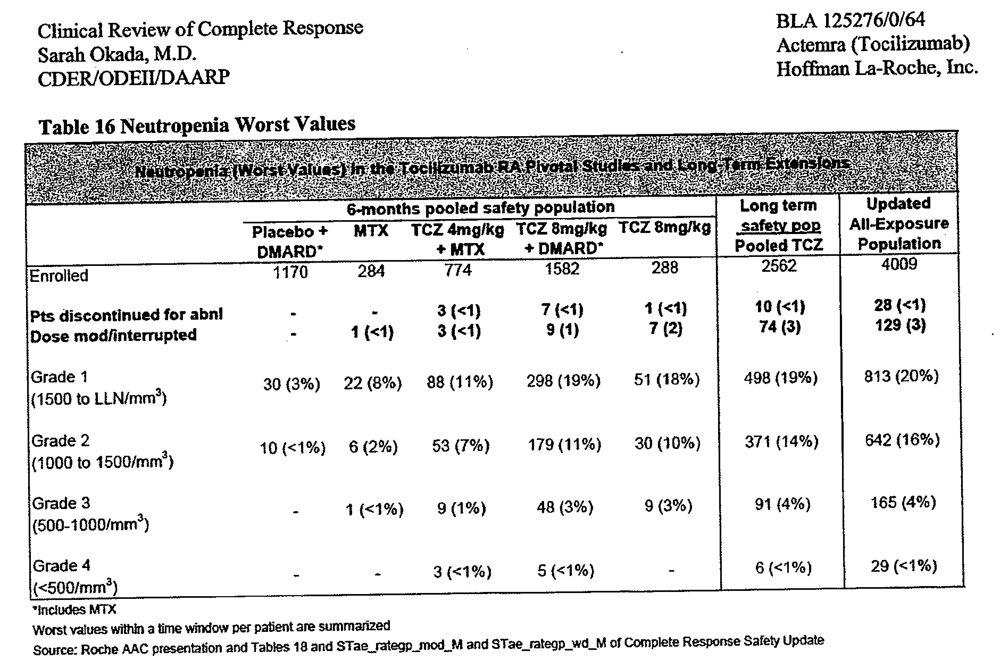 Clinical Review of Complete Response
Sarah Okada, M.D.
CDER/ODEII/DAARP
BLA 125276/0/64
Actemra (Tocilizumab)
Hoffman La-Roche, Inc.
Table 16 Neutropenia Worst Values
Neutropenia (Worst Values) in the Tocilizumab RA Pivotal Studies and Long-Term Extensions
6-months pooled safety population
Long term safety pop Pooled TCZ
Updated All-Exposure Population
Placebo + DMARD* MTX TCZ 4mg/kg + MTX TCZ 8mg/kg + DMARD* TCZ 8mg/kg
Enrolled 1170 284 774 1582 288 2562 4009
Pts discontinued for abnl - - 3 (<1) 7 (<1) 1 (<1) 10 (<1) 28 (<1)
Dose mod/interrupted - 1 (<1) 3 (<1) 9 (1) 7 (2) 74 (3) 129 (3)
Grade 1
(1500 to LLN/mm³) 30 (3%) 22 (8%) 88 (11%) 298 (19%) 51 (18%) 498 (19%) 813 (20%)
Grade 2
(1000 to 1500/mm³) 10 (<1%) 6 (2%) 53 (7%) 179 (11%) 30 (10%) 371 (14%) 642 (16%)
Grade 3
(500-1000/mm³) - 1 (<1%) 9 (1%) 48 (3%) 9 (3%) 91 (4%) 165 (4%)
Grade 4
(<500/mm³) - - 3 (<1%) 5 (<1%) - 6 (<1%) 29 (<1%)
*Includes MTX
Worst values within a time window per patient are summarized
Source: Roche AAC presentation and Tables 18 and STae_rategp_mod_M and STae_rategp_wd_M of Complete Response Safety Update